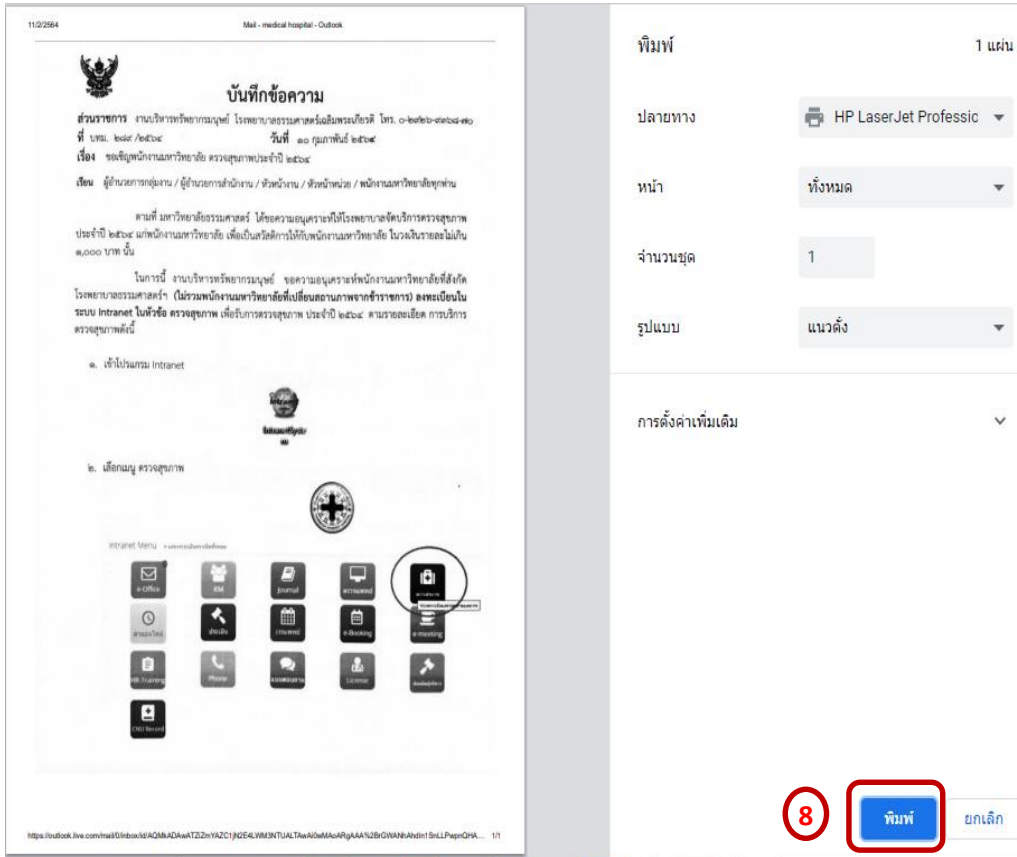 11/2/2564
Mail - medical hospital - Outlook
บันทึกข้อความ
ส่วนราชการ งานบริหารทรัพยากรมนุษย์ โรงพยาบาลธรรมศาสตร์เฉลิมพระเกียรติ โทร. ๐-๒๙๒๖-๙๓๖๘-๗๐
ที่ บทม. ๒๘๙ /๒๕๖๔ วันที่ ๑๐ กุมภาพันธ์ ๒๕๖๔
เรื่อง ขอเชิญพนักงานมหาวิทยาลัย ตรวจสุขภาพประจำปี ๒๕๖๔
เรียน ผู้อำนวยการกลุ่มงาน / ผู้อำนวยการสำนักงาน / หัวหน้างาน / หัวหน้าหน่วย / พนักงานมหาวิทยาลัยทุกท่าน
ตามที่ มหาวิทยาลัยธรรมศาสตร์ ได้ขอความอนุเคราะห์ให้โรงพยาบาลจัดบริการตรวจสุขภาพ
ประจำปี ๒๕๖๔ แก่พนักงานมหาวิทยาลัย เพื่อเป็นสวัสดิการให้กับพนักงานมหาวิทยาลัย ในวงเงินรายละไม่เกิน
๑,๐๐๐ บาท นั้น
ในการนี้ งานบริหารทรัพยากรมนุษย์ ขอความอนุเคราะห์พนักงานมหาวิทยาลัยที่สังกัด
โรงพยาบาลธรรมศาสตร์ฯ (ไม่รวมพนักงานมหาวิทยาลัยที่เปลี่ยนสถานภาพจากข้าราชการ) ลงทะเบียนใน
ระบบ Intranet ในหัวข้อ ตรวจสุขภาพ เพื่อรับการตรวจสุขภาพ ประจำปี ๒๕๖๔ ตามรายละเอียด การบริการ
ตรวจสุขภาพดังนี้
๑. เข้าโปรแกรม Intranet
๒. เลือกเมนู ตรวจสุขภาพ
Intranet Menu
e-Office
KM
Journal
ตรวจสุขภาพ
ประเมิน
e-Booking
e-meeting
HR Training
Phone
แบบสอบถาม
License
CNU Record
1/1
พิมพ์
1 แผ่น
ปลายทาง
HP LaserJet Professic
หน้า
ทั้งหมด
จำนวนชุด
1
รูปแบบ
แนวตั้ง
การตั้งค่าเพิ่มเติม
8
พิมพ์
ยกเลิก